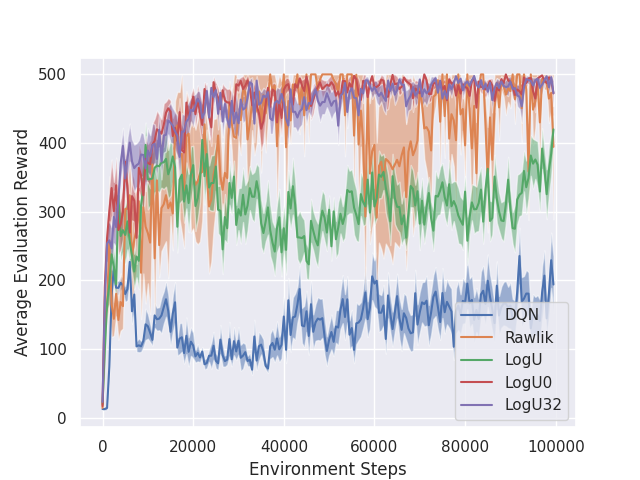 500
400
300
200
100
0
Average Evaluation Reward
0 20000 40000 60000 80000 100000
Environment Steps
DQN
Rawlik
LogU
LogU0
LogU32